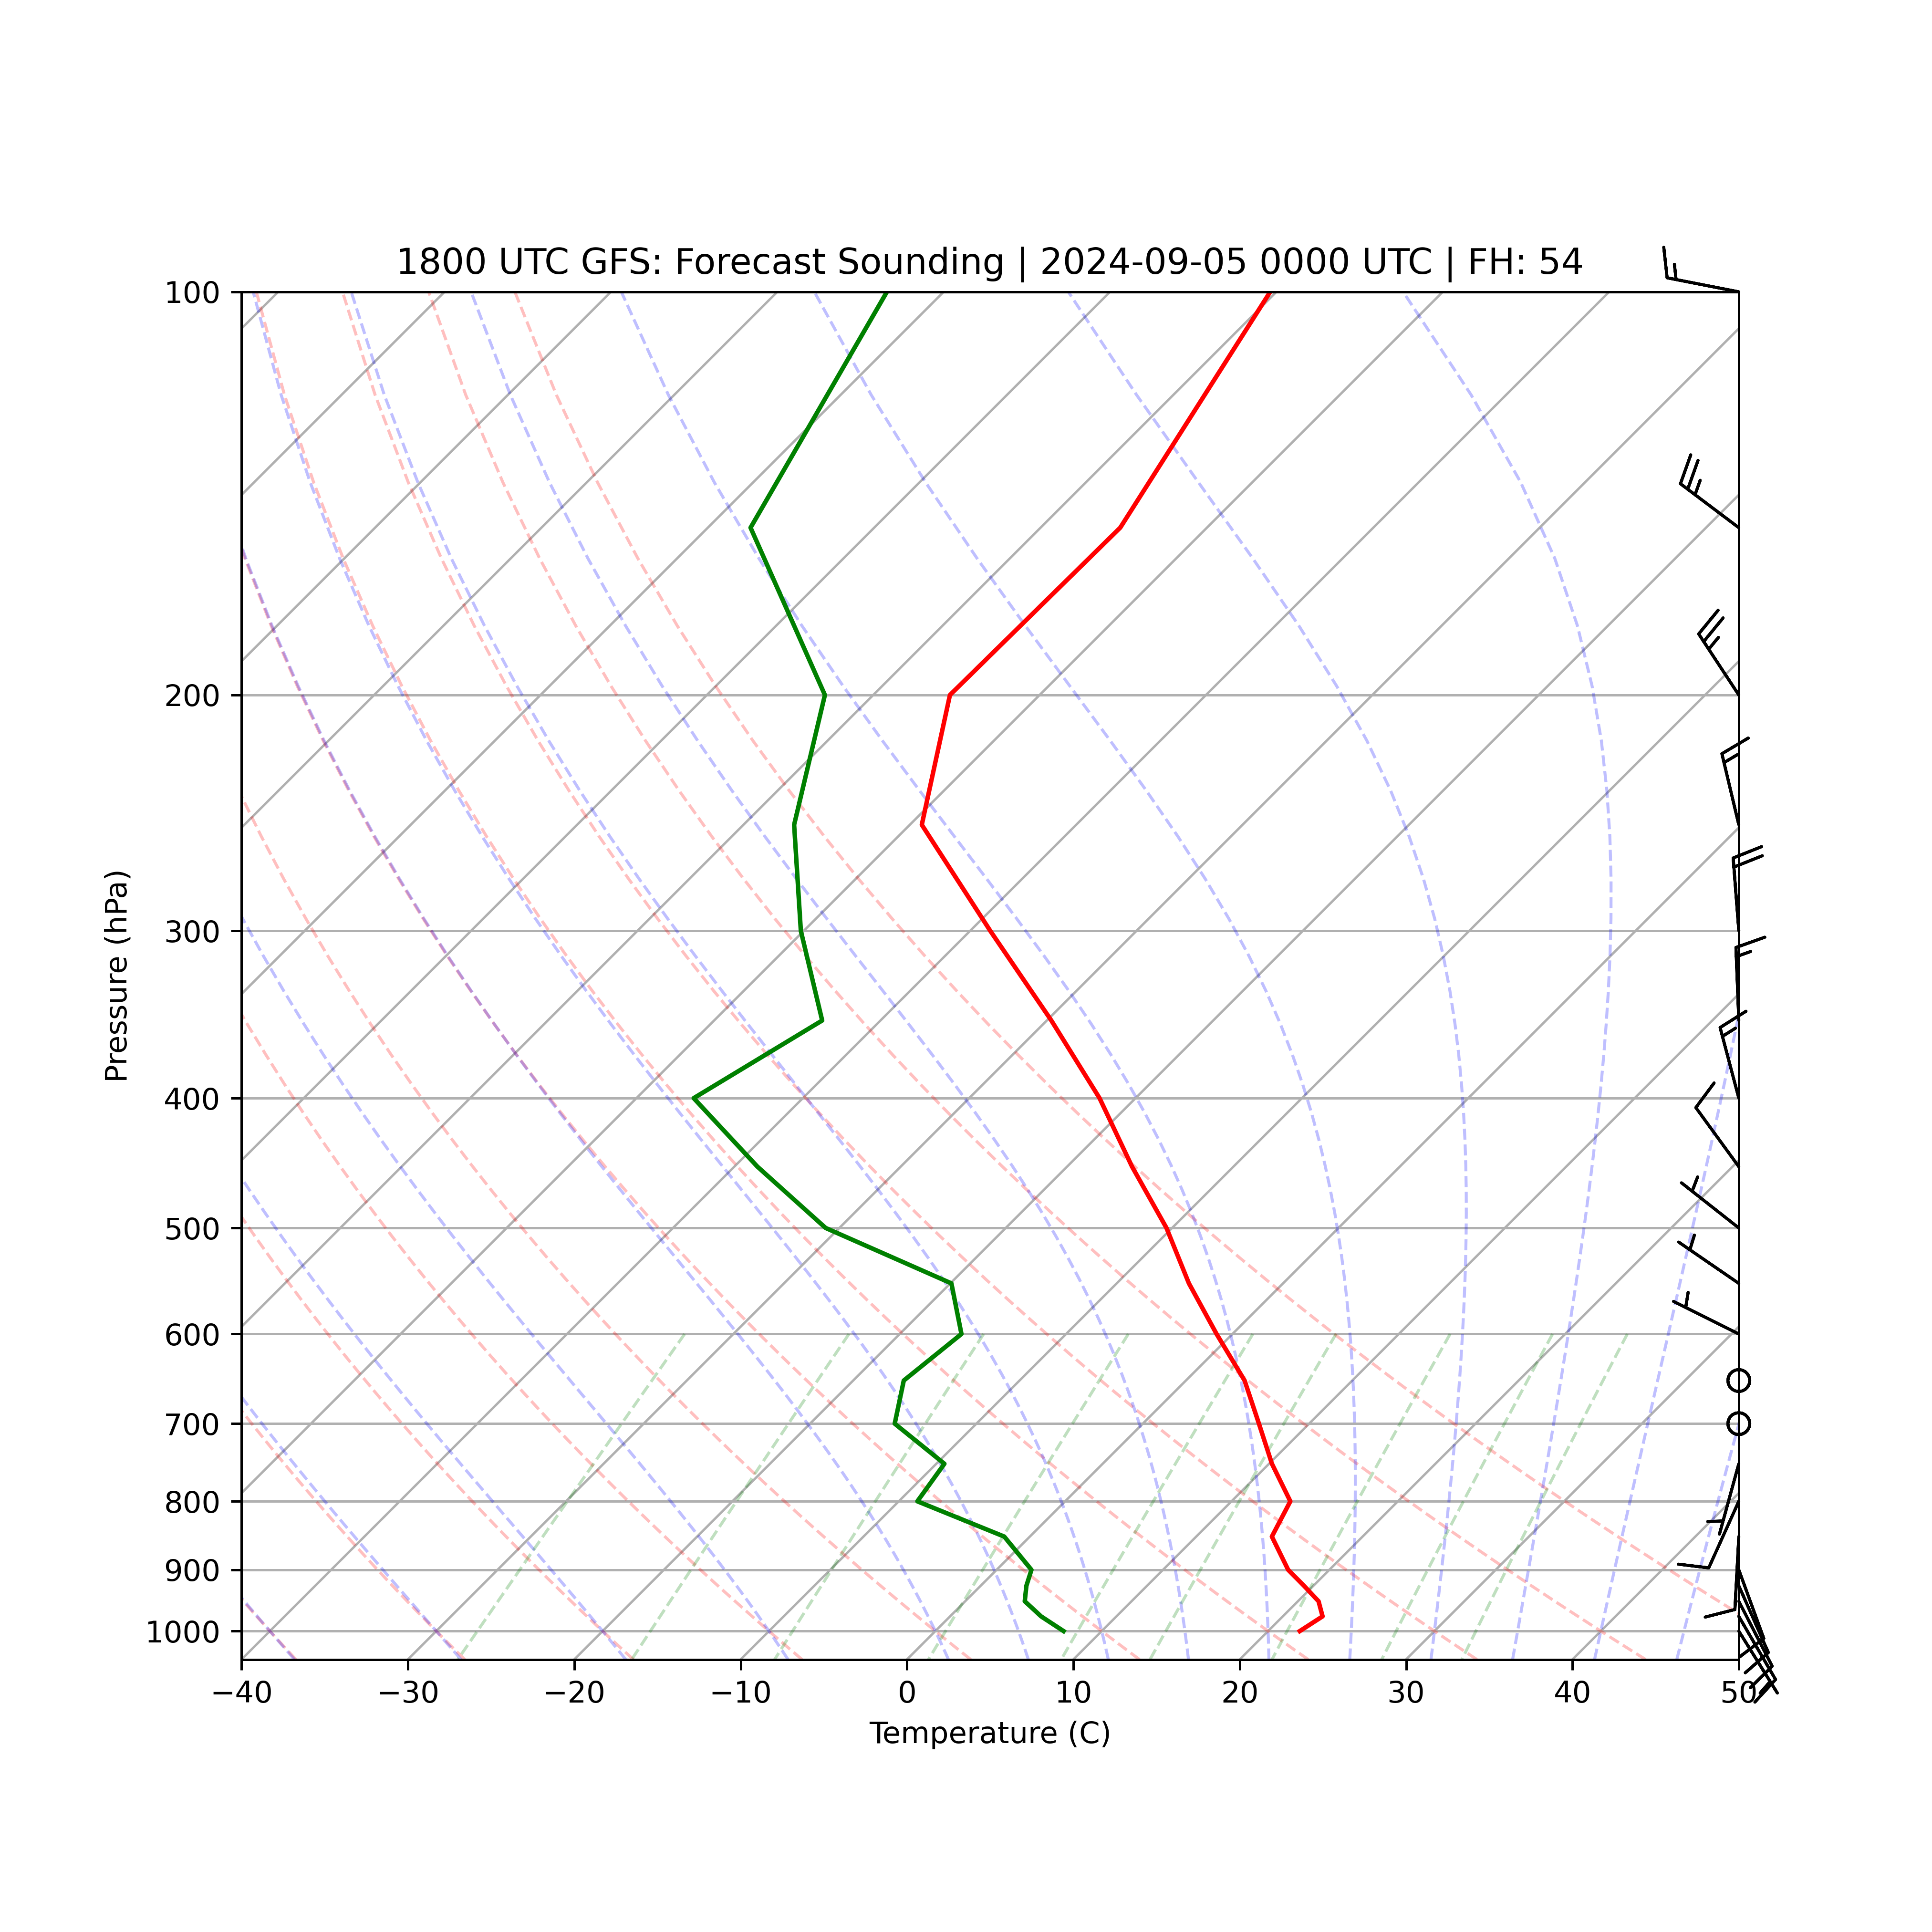 1800 UTC GFS: Forecast Sounding | 2024-09-05 0000 UTC | FH: 54
100
200
300
400
500
600
700
800
900
1000
Pressure (hPa)
−40 −30 −20 −10 0 10 20 30 40 50
Temperature (C)